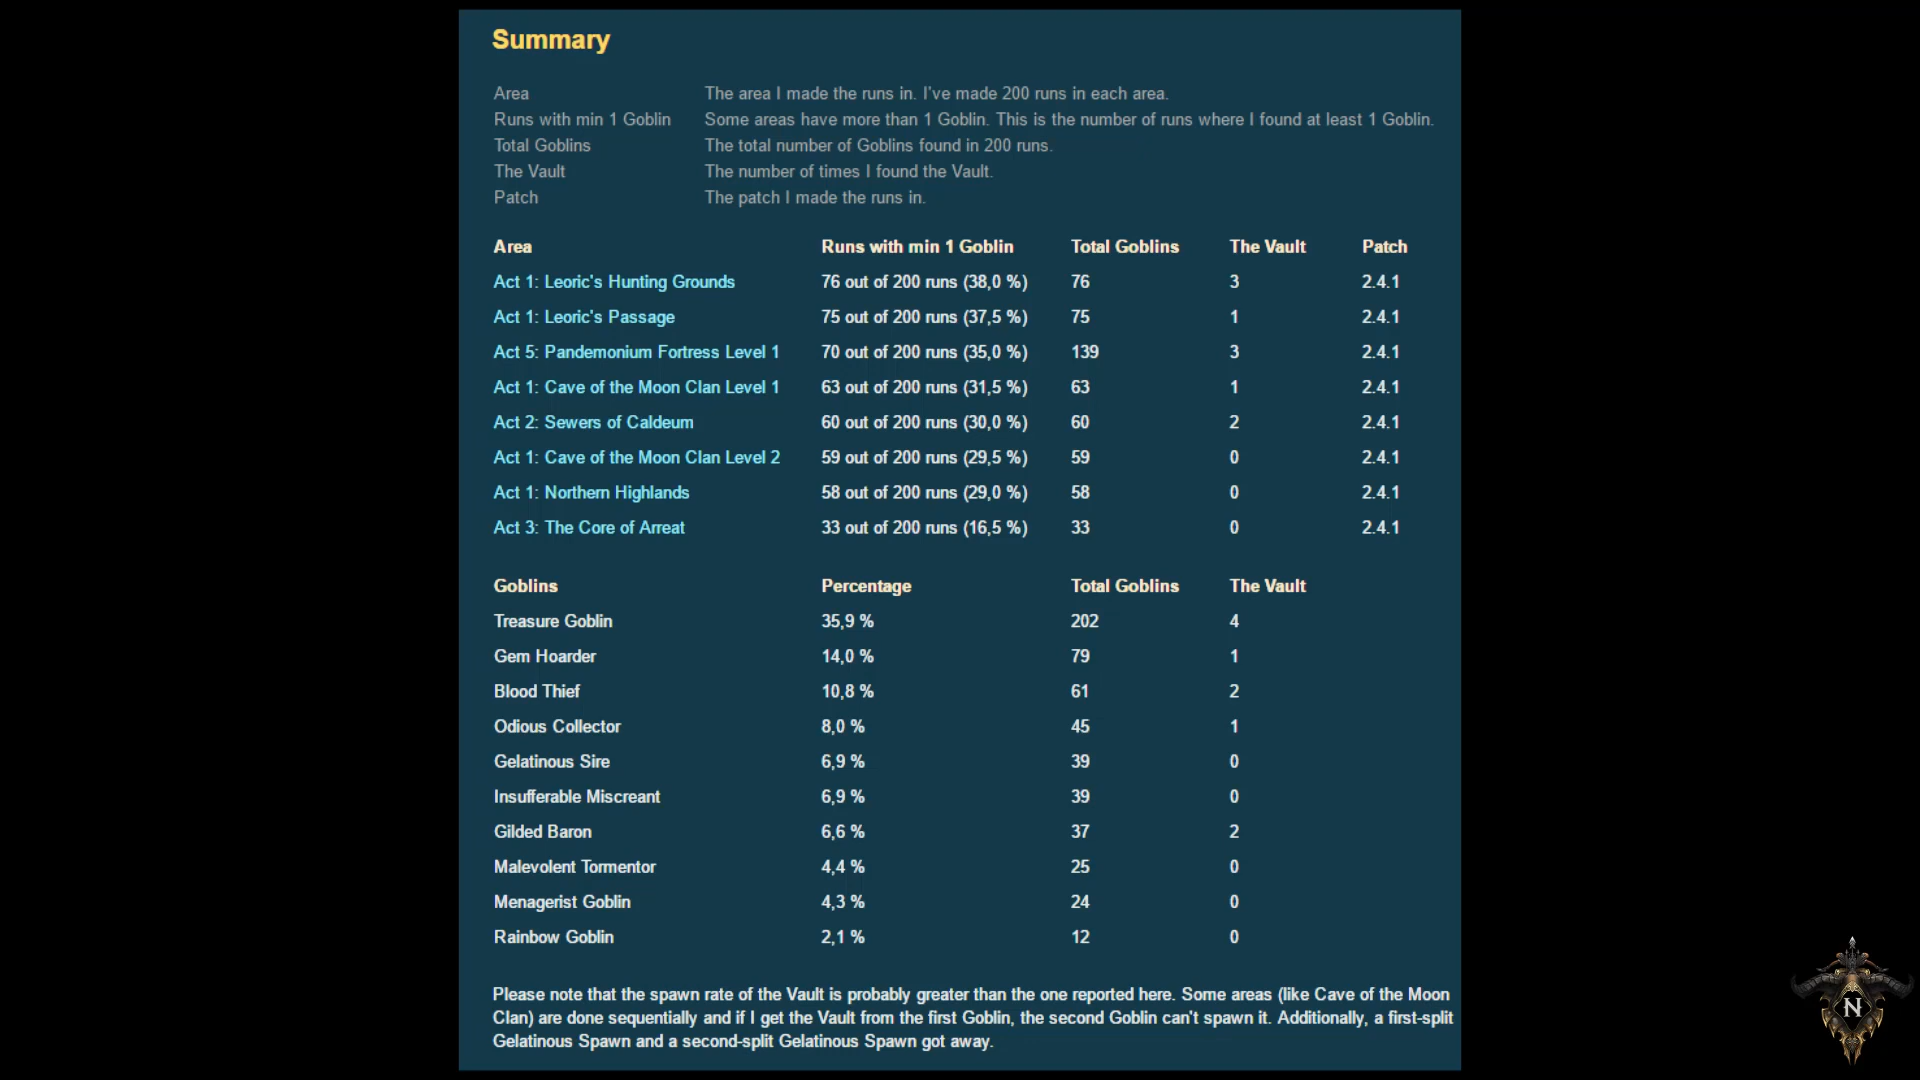 Summary
Area The area I made the runs in. I've made 200 runs in each area.
Runs with min 1 Goblin Some areas have more than 1 Goblin. This is the number of runs where I found at least 1 Goblin.
Total Goblins The total number of Goblins found in 200 runs.
The Vault The number of times I found the Vault.
Patch The patch I made the runs in.
Area Runs with min 1 Goblin Total Goblins The Vault Patch
Act 1: Leoric's Hunting Grounds 76 out of 200 runs (38,0 %) 76 3 2.4.1
Act 1: Leoric's Passage 75 out of 200 runs (37,5 %) 75 1 2.4.1
Act 5: Pandemonium Fortress Level 1 70 out of 200 runs (35,0 %) 139 3 2.4.1
Act 1: Cave of the Moon Clan Level 1 63 out of 200 runs (31,5 %) 63 1 2.4.1
Act 2: Sewers of Caldeum 60 out of 200 runs (30,0 %) 60 2 2.4.1
Act 1: Cave of the Moon Clan Level 2 59 out of 200 runs (29,5 %) 59 0 2.4.1
Act 1: Northern Highlands 58 out of 200 runs (29,0 %) 58 0 2.4.1
Act 3: The Core of Arreat 33 out of 200 runs (16,5 %) 33 0 2.4.1
Goblins Percentage Total Goblins The Vault
Treasure Goblin 35,9 % 202 4
Gem Hoarder 14,0 % 79 1
Blood Thief 10,8 % 61 2
Odious Collector 8,0 % 45 1
Gelatinous Sire 6,9 % 39 0
Insufferable Miscreant 6,9 % 39 0
Gilded Baron 6,6 % 37 2
Malevolent Tormentor 4,4 % 25 0
Menagerist Goblin 4,3 % 24 0
Rainbow Goblin 2,1 % 12 0
Please note that the spawn rate of the Vault is probably greater than the one reported here. Some areas (like Cave of the Moon
Clan) are done sequentially and if I get the Vault from the first Goblin, the second Goblin can't spawn it. Additionally, a first-split
Gelatinous Spawn and a second-split Gelatinous Spawn got away.
N